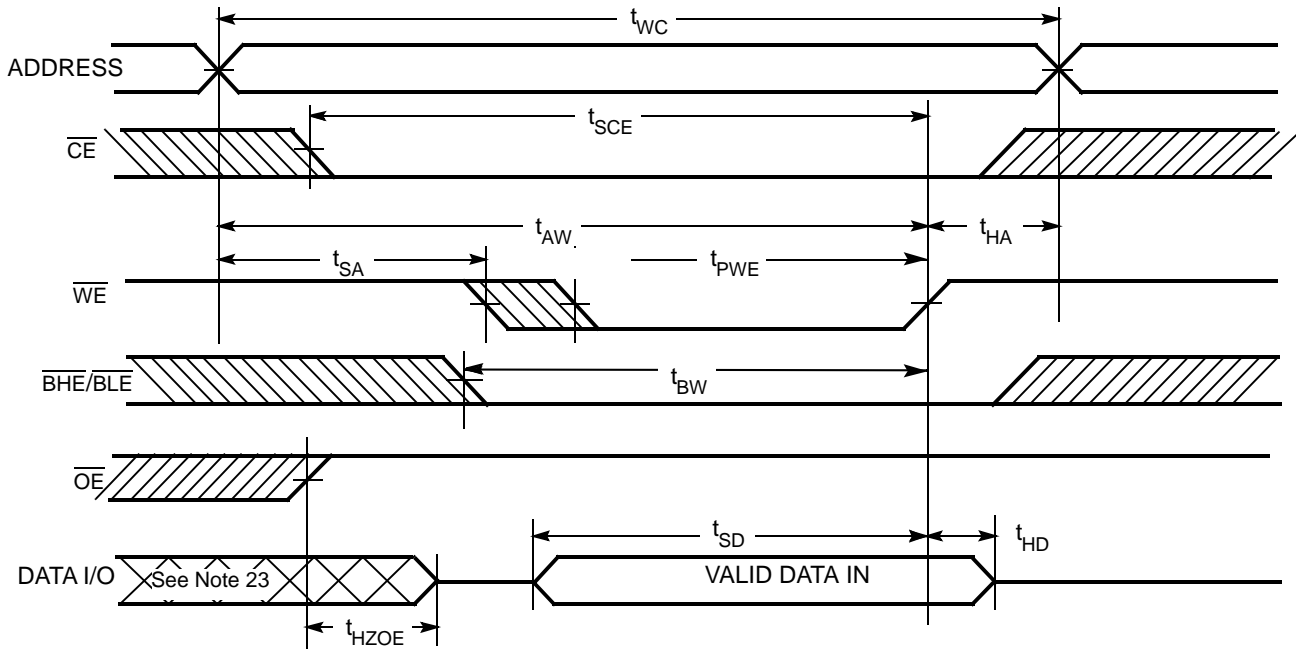 tWC
ADDRESS
tSCE
CE
tAW
tHA
tSA
tPWE
WE
BHE/BLE
tBW
OE
tSD
tHD
DATA I/O
See Note 23
VALID DATA IN
tHZOE